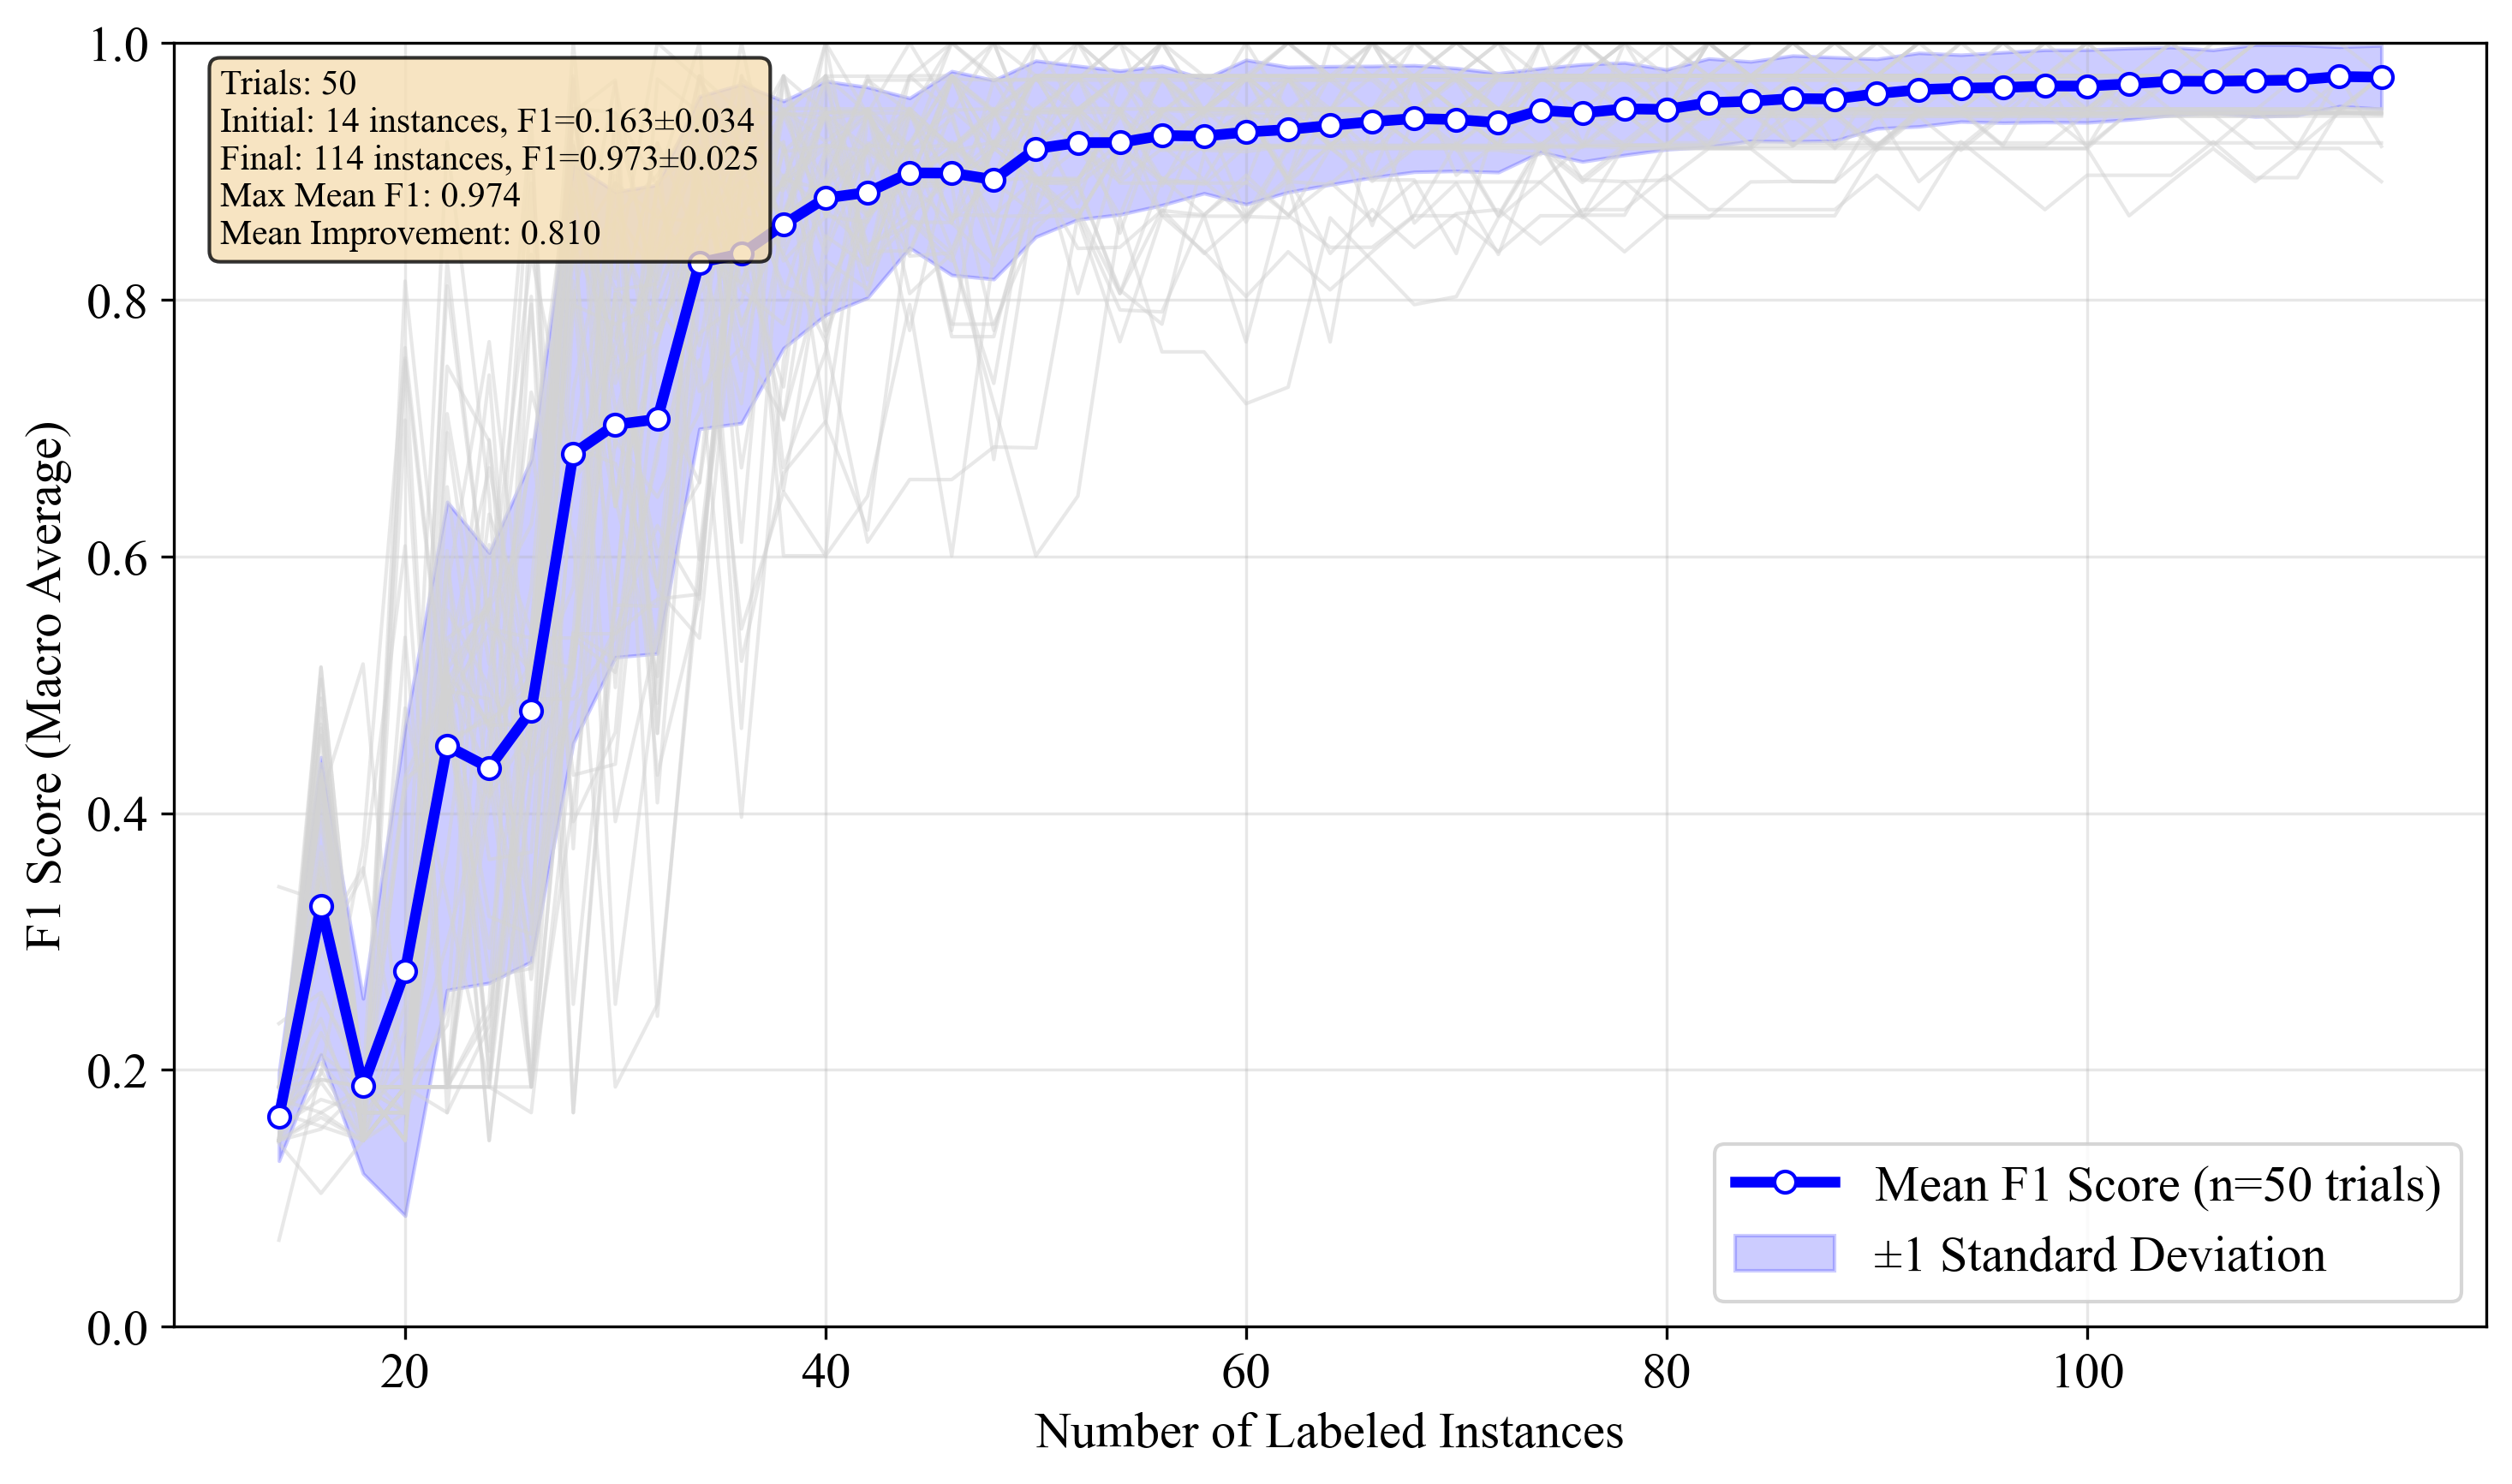 Trials: 50
Initial: 14 instances, F1=0.163±0.034
Final: 114 instances, F1=0.973±0.025
Max Mean F1: 0.974
Mean Improvement: 0.810
1.0
0.8
0.6
0.4
0.2
0.0
F1 Score (Macro Average)
Mean F1 Score (n=50 trials)
±1 Standard Deviation
20 40 60 80 100
Number of Labeled Instances